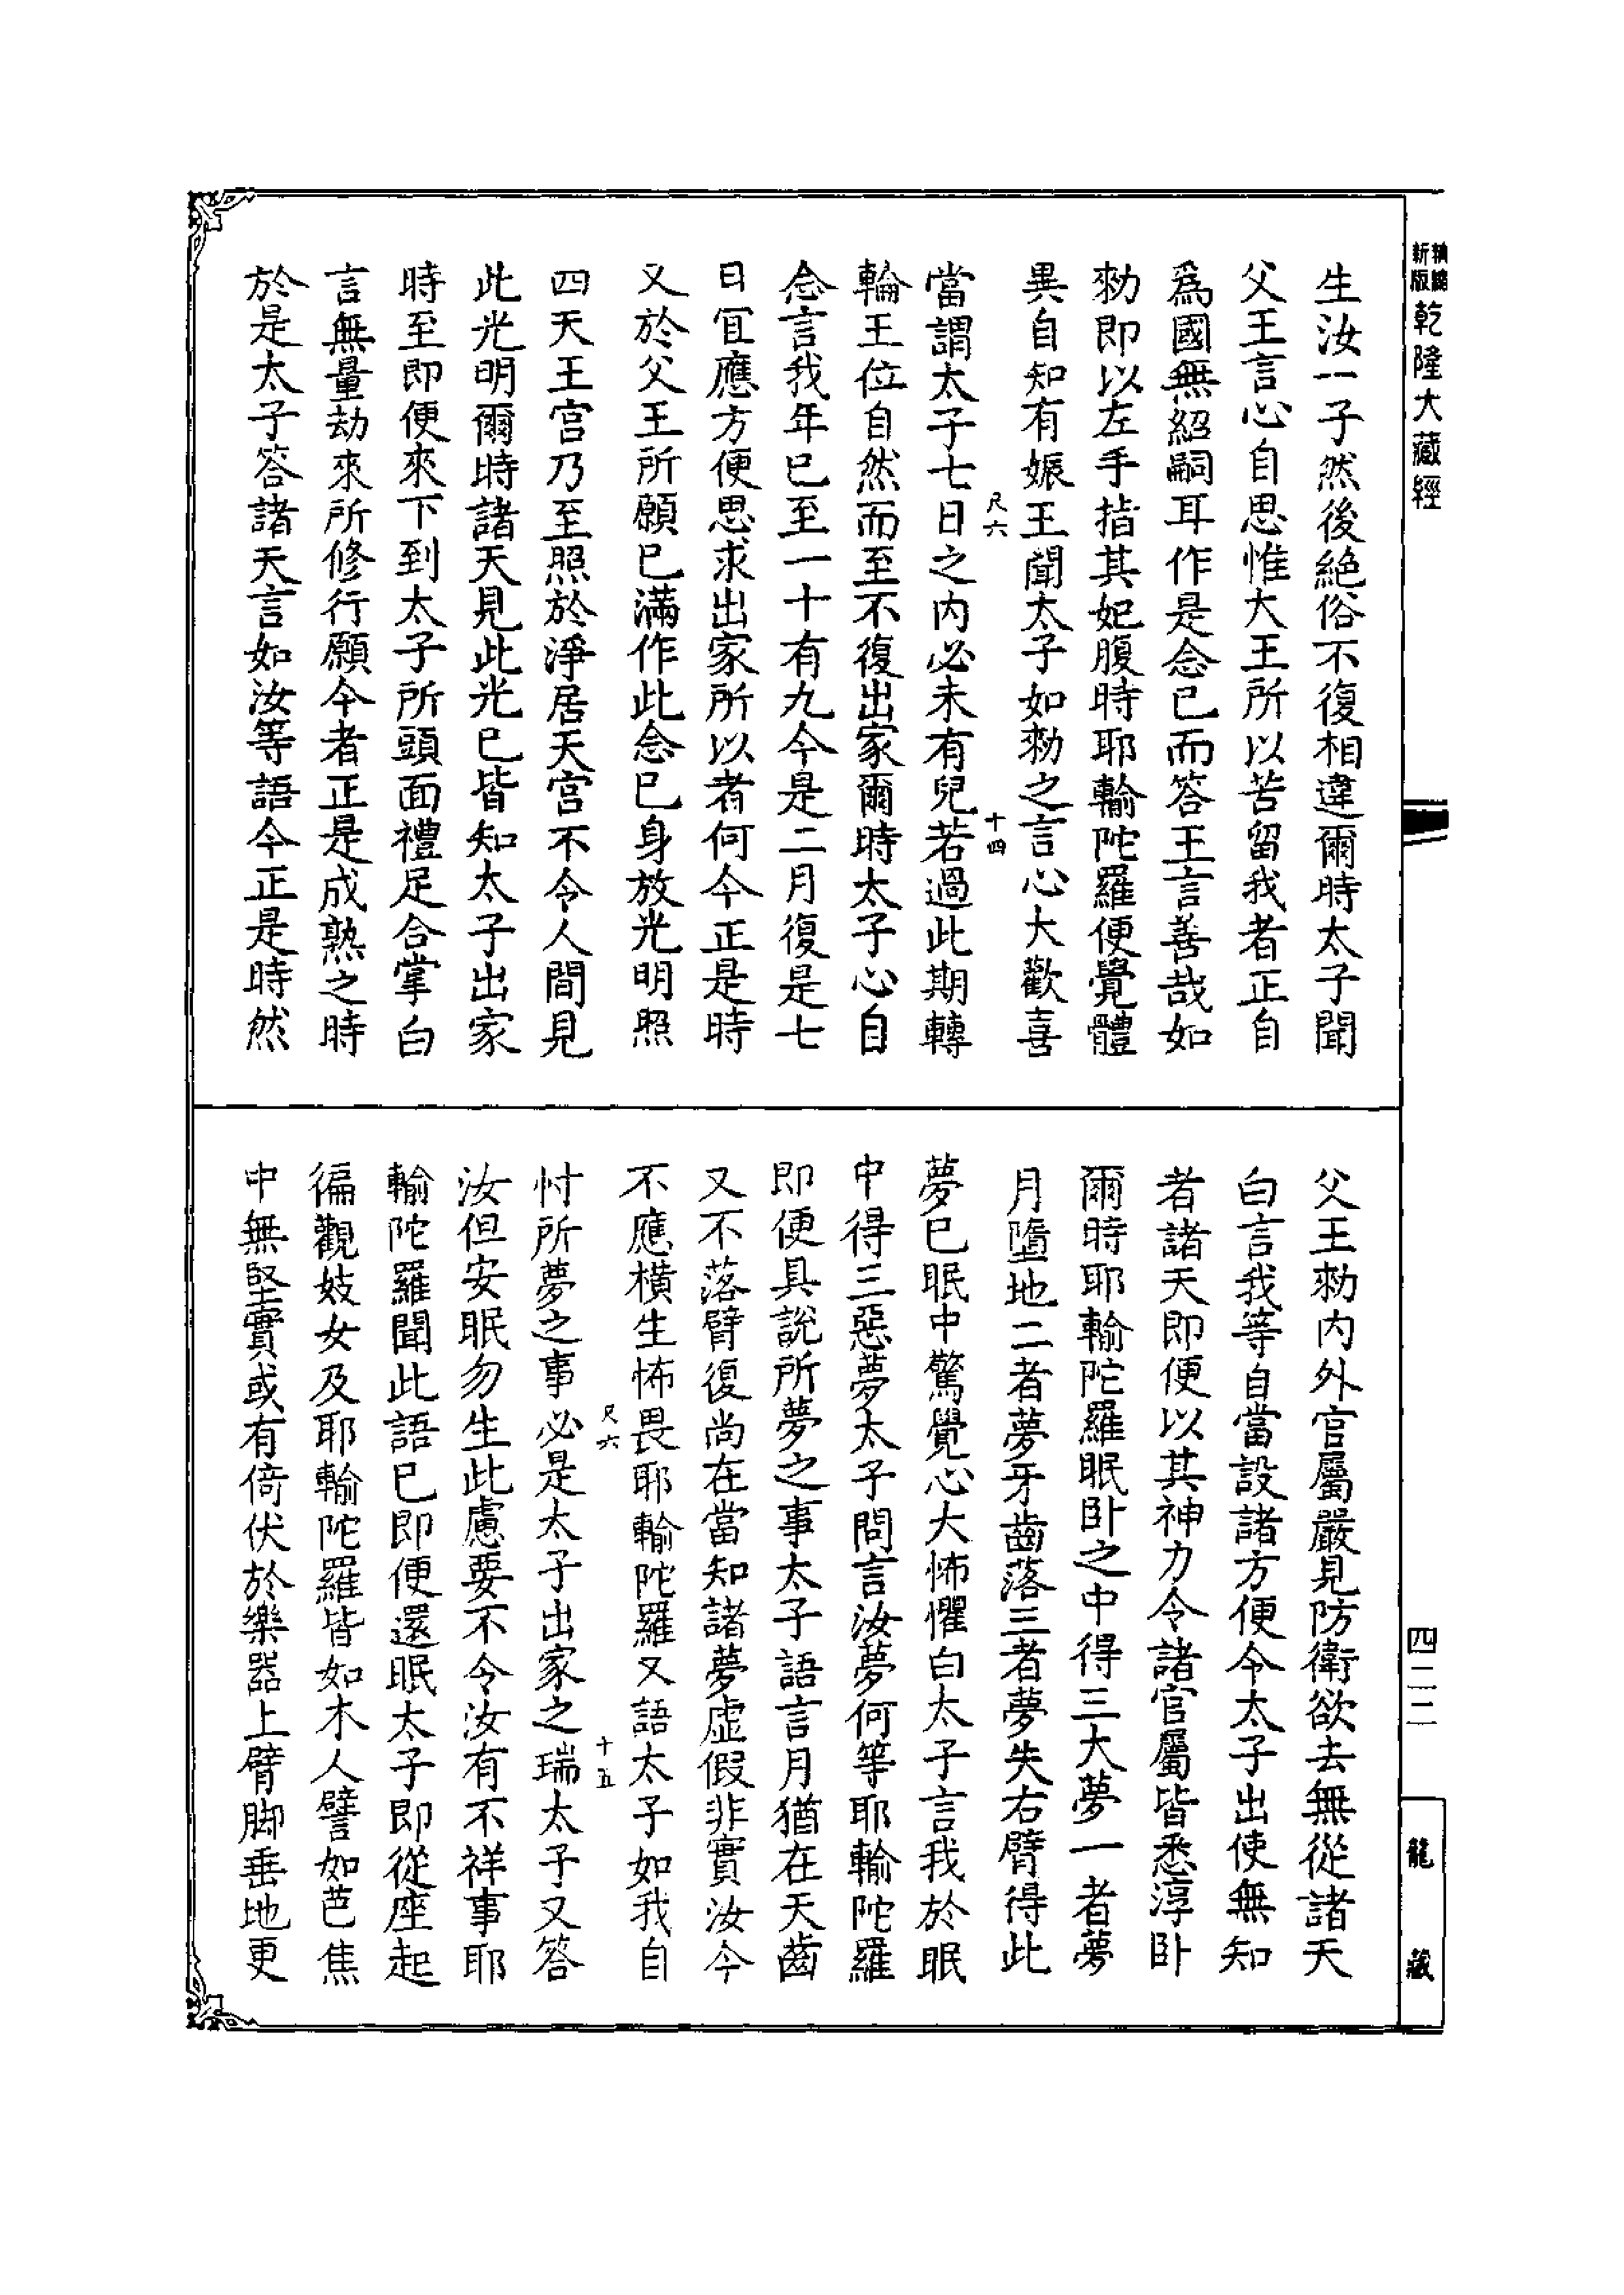 新版
乾隆大藏經
生汝一子然後絕俗不復相違爾時太子聞
父王言心自思惟大王所以苦留我者正自
爲國無紹嗣耳作是念已而答王言善哉如
勑即以左手指其妃腹時耶輸陀羅便覺體
異自知有娠王聞太子如勑之言心大歡喜
尺六
十四
當謂太子七日之內必未有兒若過此期轉
輪王位自然而至不復出家爾時太子心自
念言我年已至一十有九今是二月復是七
日宜應方便思求出家所以者何今正是時
又於父王所願已滿作此念已身放光明照
四天王宮乃至照於淨居天宮不令人間見
此光明爾時諸天見此光已皆知太子出家
時至即便來下到太子所頭面禮足合掌白
言無量劫來所修行願今者正是成熟之時
於是太子答諸天言如汝等語今正是時然
父王勑內外官屬嚴見防衛欲去無從諸天
白言我等自當設諸方便令太子出使無知
者諸天即便以其神力令諸官屬皆悉淳卧
爾時耶輸陀羅眠卧之中得三大夢一者夢
月墮地二者夢牙齒落三者夢失右臂得此
夢已眠中驚覺心大怖懼白太子言我於眠
中得三惡夢太子問言汝夢何等耶輸陀羅
即便具說所夢之事太子語言月猶在天齒
又不落臂復尚在當知諸夢虛假非實汝今
不應橫生怖畏耶輸陀羅又語太子如我自
尺六
十五
忖所夢之事必是太子出家之瑞太子又答
汝但安眠勿生此慮要不令汝有不祥事耶
輸陀羅聞此語已即便還眠太子即從座起
徧觀妓女及耶輸陀羅皆如木人譬如芭焦
中無堅實或有倚伏於樂器上臂脚垂地更
四二二
龍藏